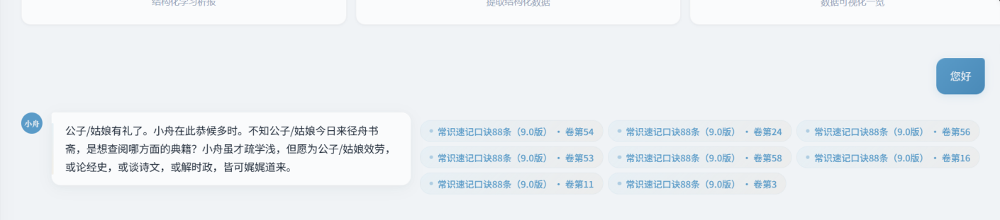 结构化学习析报
提取结构化数据
数据可视化一览
您好
小舟
公子/姑娘有礼了。小舟在此恭候多时。不知公子/姑娘今日来径舟书
斋，是想查阅哪方面的典籍？小舟虽才疏学浅，但愿为公子/姑娘效劳，
或论经史，或谈诗文，或解时政，皆可娓娓道来。
常识速记口诀88条（9.0版） · 卷第54
常识速记口诀88条（9.0版） · 卷第24
常识速记口诀88条（9.0版） · 卷第56
常识速记口诀88条（9.0版） · 卷第53
常识速记口诀88条（9.0版） · 卷第58
常识速记口诀88条（9.0版） · 卷第16
常识速记口诀88条（9.0版） · 卷第11
常识速记口诀88条（9.0版） · 卷第3